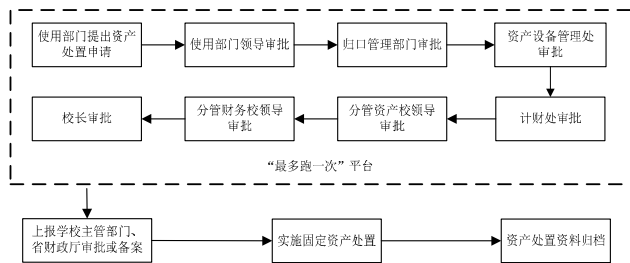 使用部门提出资产
处置申请
使用部门领导审批
归口管理部门审批
资产设备管理处
审批
校长审批
分管财务校领导
审批
分管资产校领导
审批
计财处审批
“最多跑一次”平台
上报学校主管部门、
省财政厅审批或备案
实施固定资产处置
资产处置资料归档